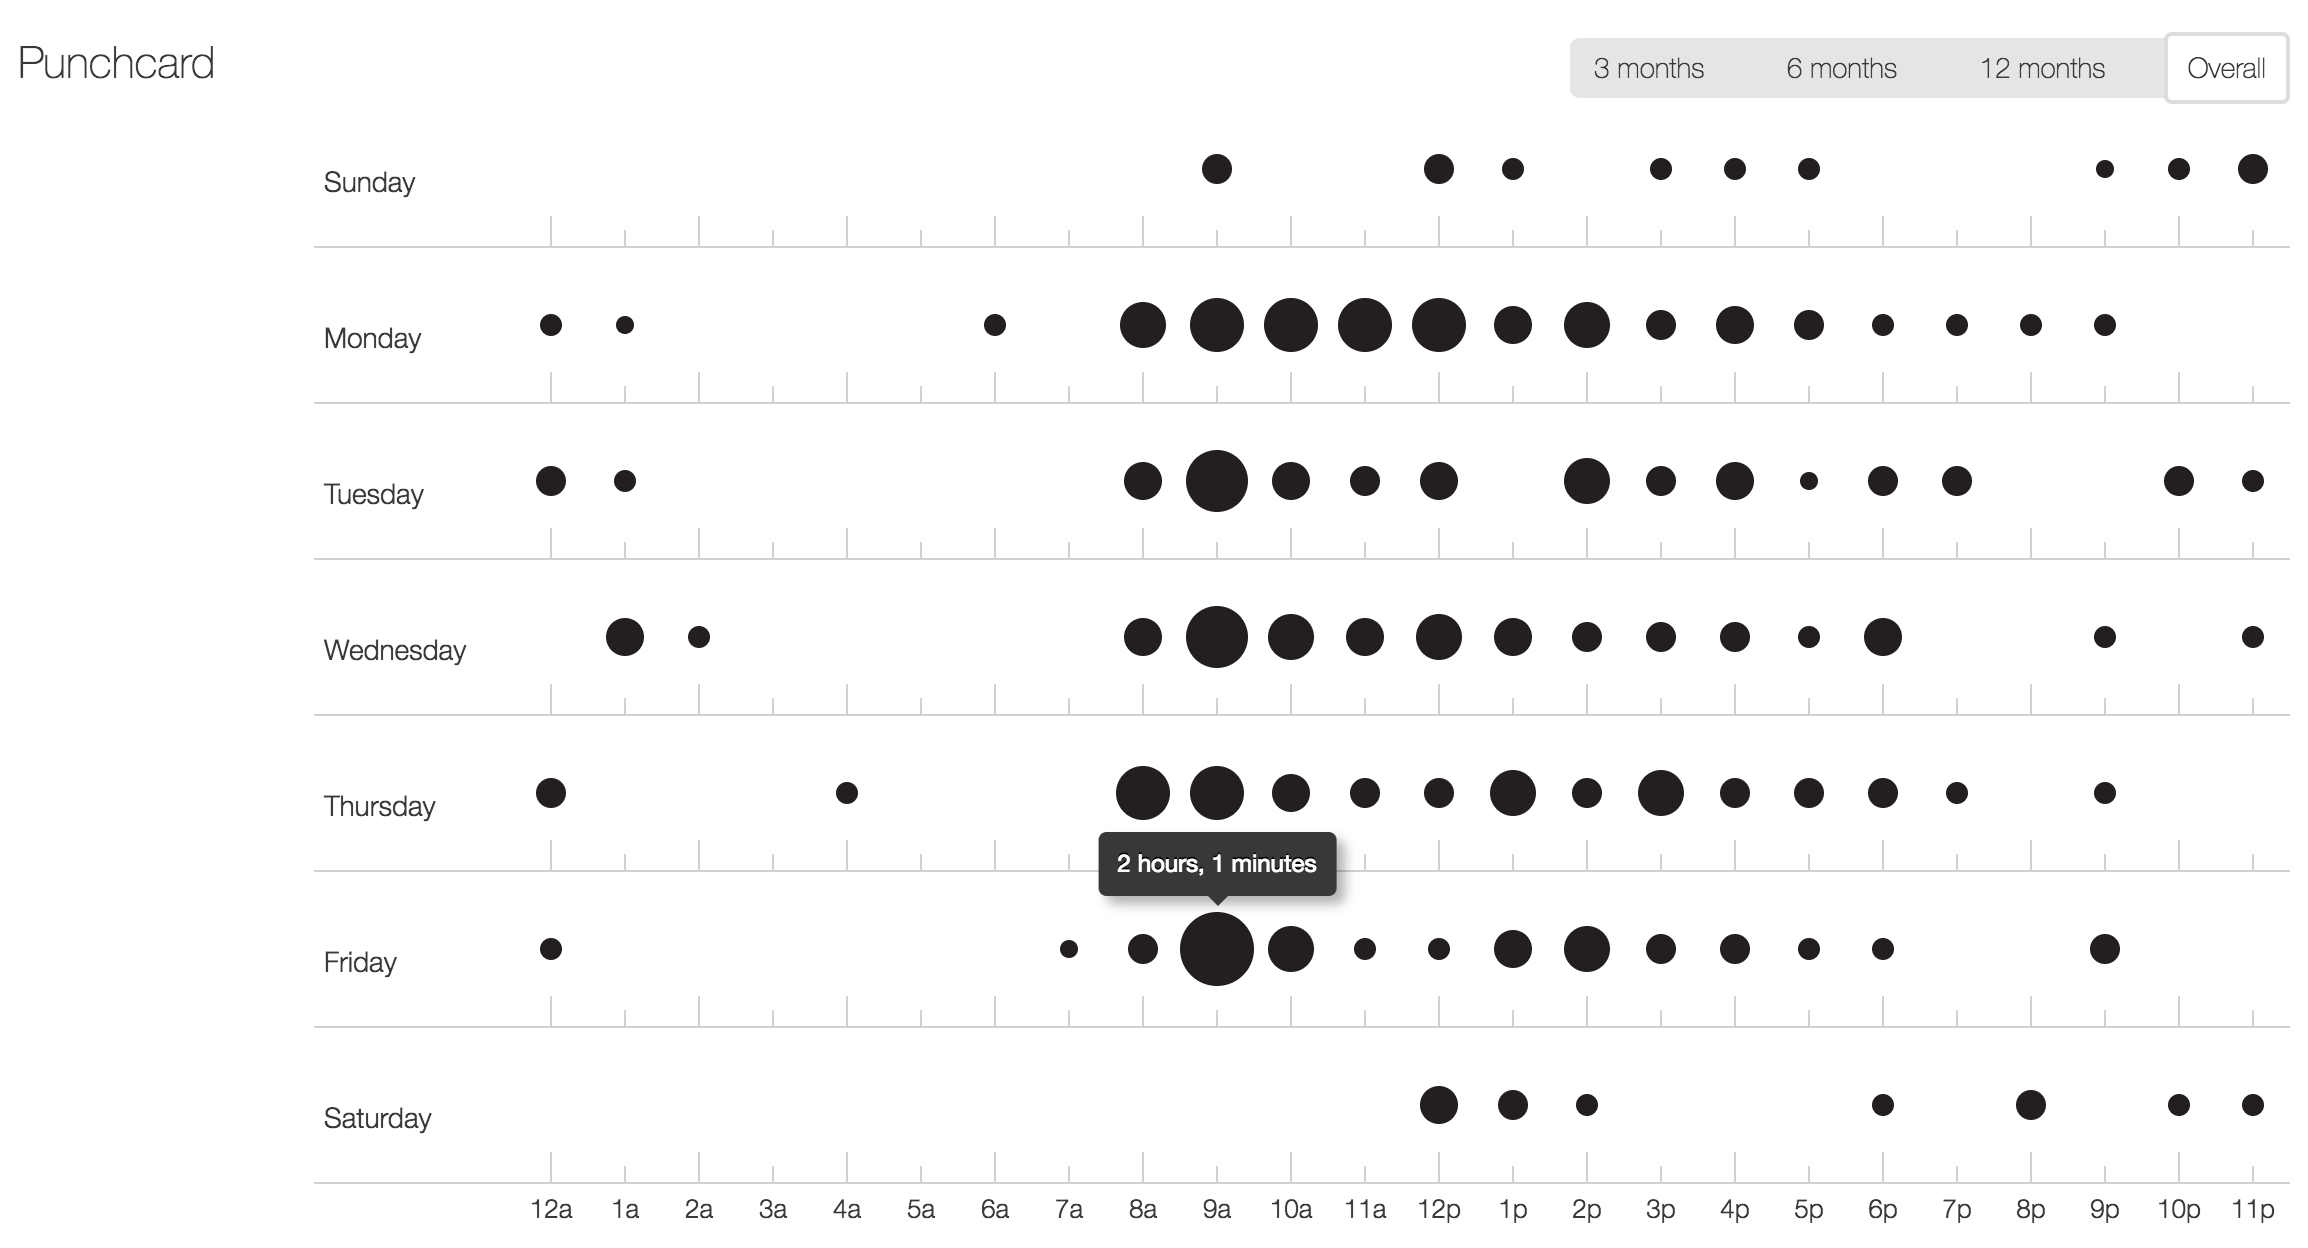 Punchcard
3 months 6 months 12 months Overall
Sunday
Monday
Tuesday
Wednesday
Thursday
2 hours, 1 minutes
Friday
Saturday
12a 1a 2a 3a 4a 5a 6a 7a 8a 9a 10a 11a 12p 1p 2p 3p 4p 5p 6p 7p 8p 9p 10p 11p